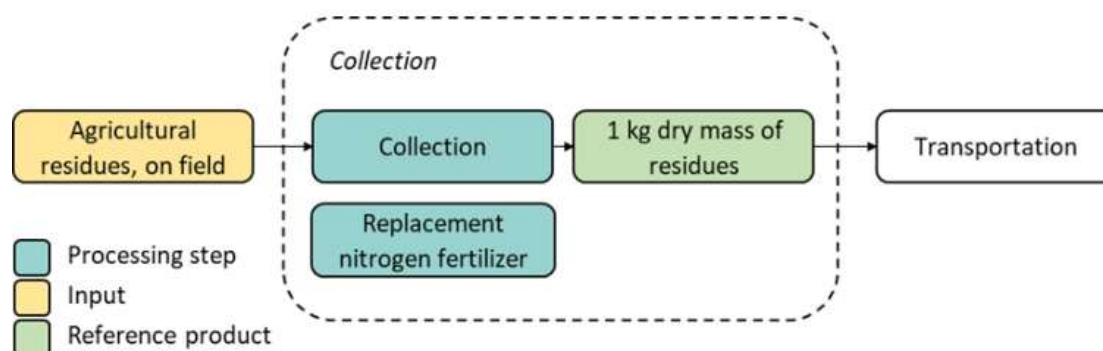 Collection
Agricultural
residues, on field
Collection
1 kg dry mass of
residues
Transportation
Replacement
nitrogen fertilizer
Processing step
Input
Reference product